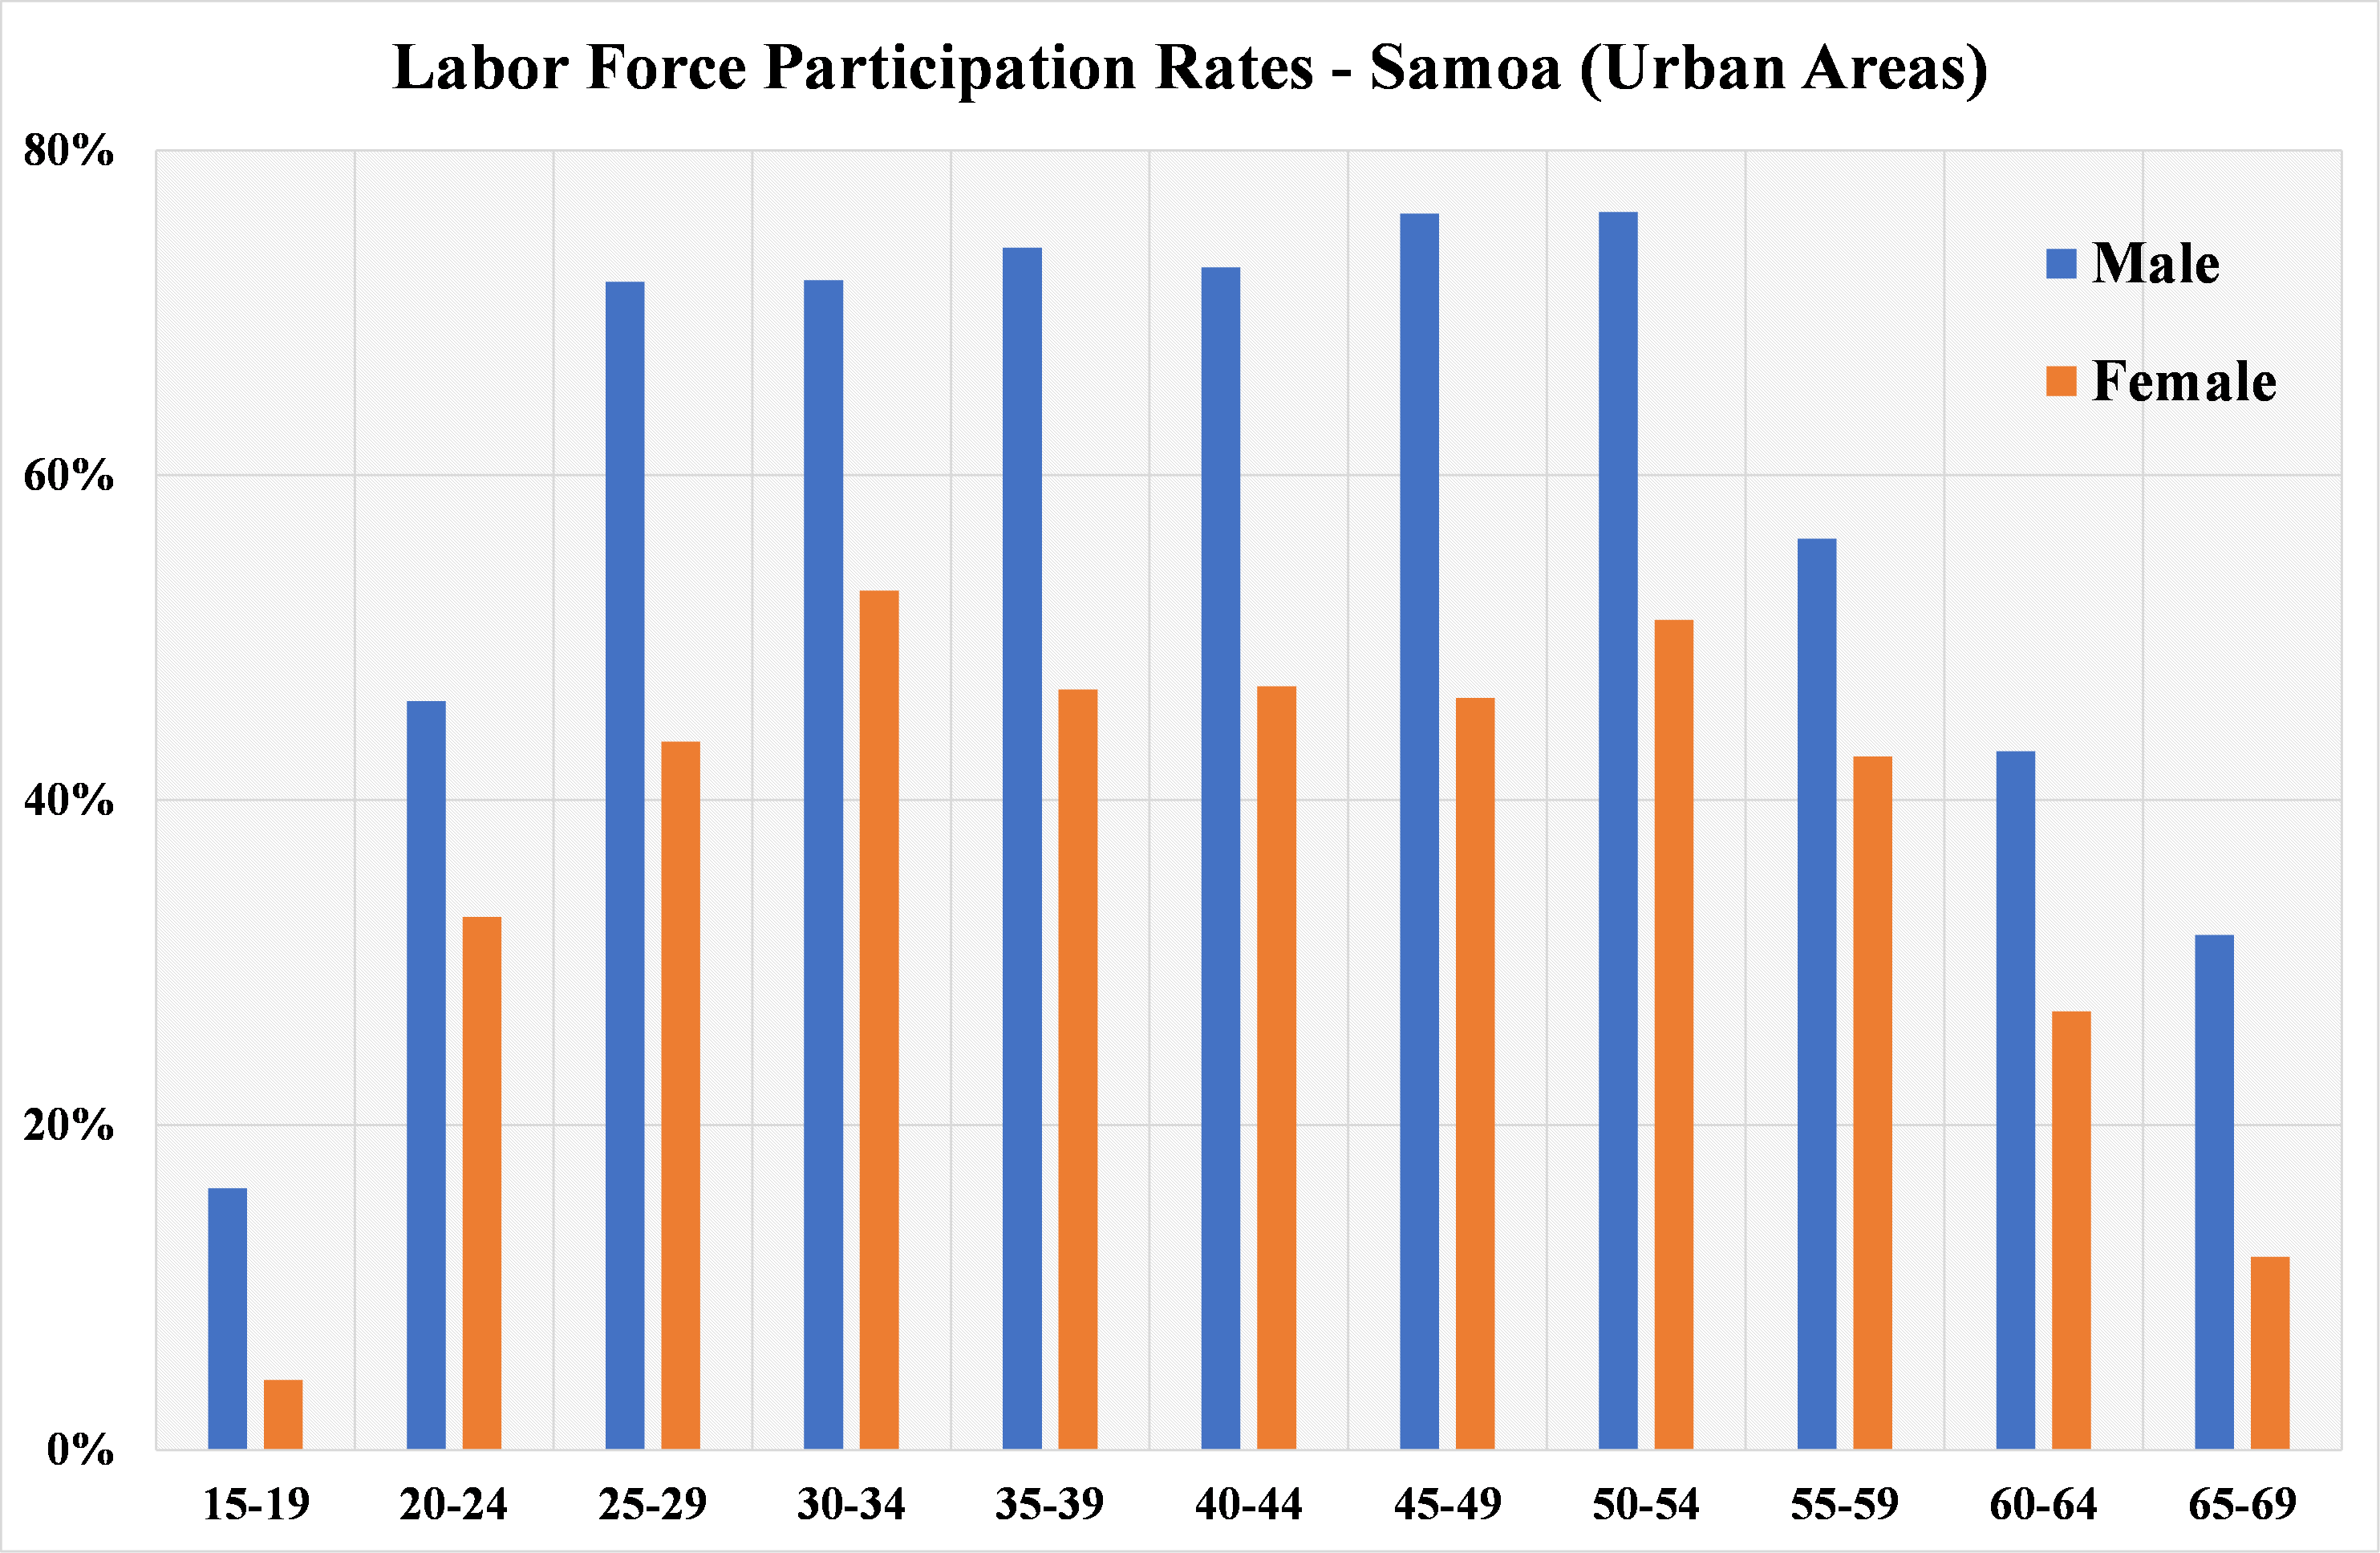 Labor Force Participation Rates - Samoa (Urban Areas)
80%
60%
40%
20%
0%
Male
Female
15-19 20-24 25-29 30-34 35-39 40-44 45-49 50-54 55-59 60-64 65-69